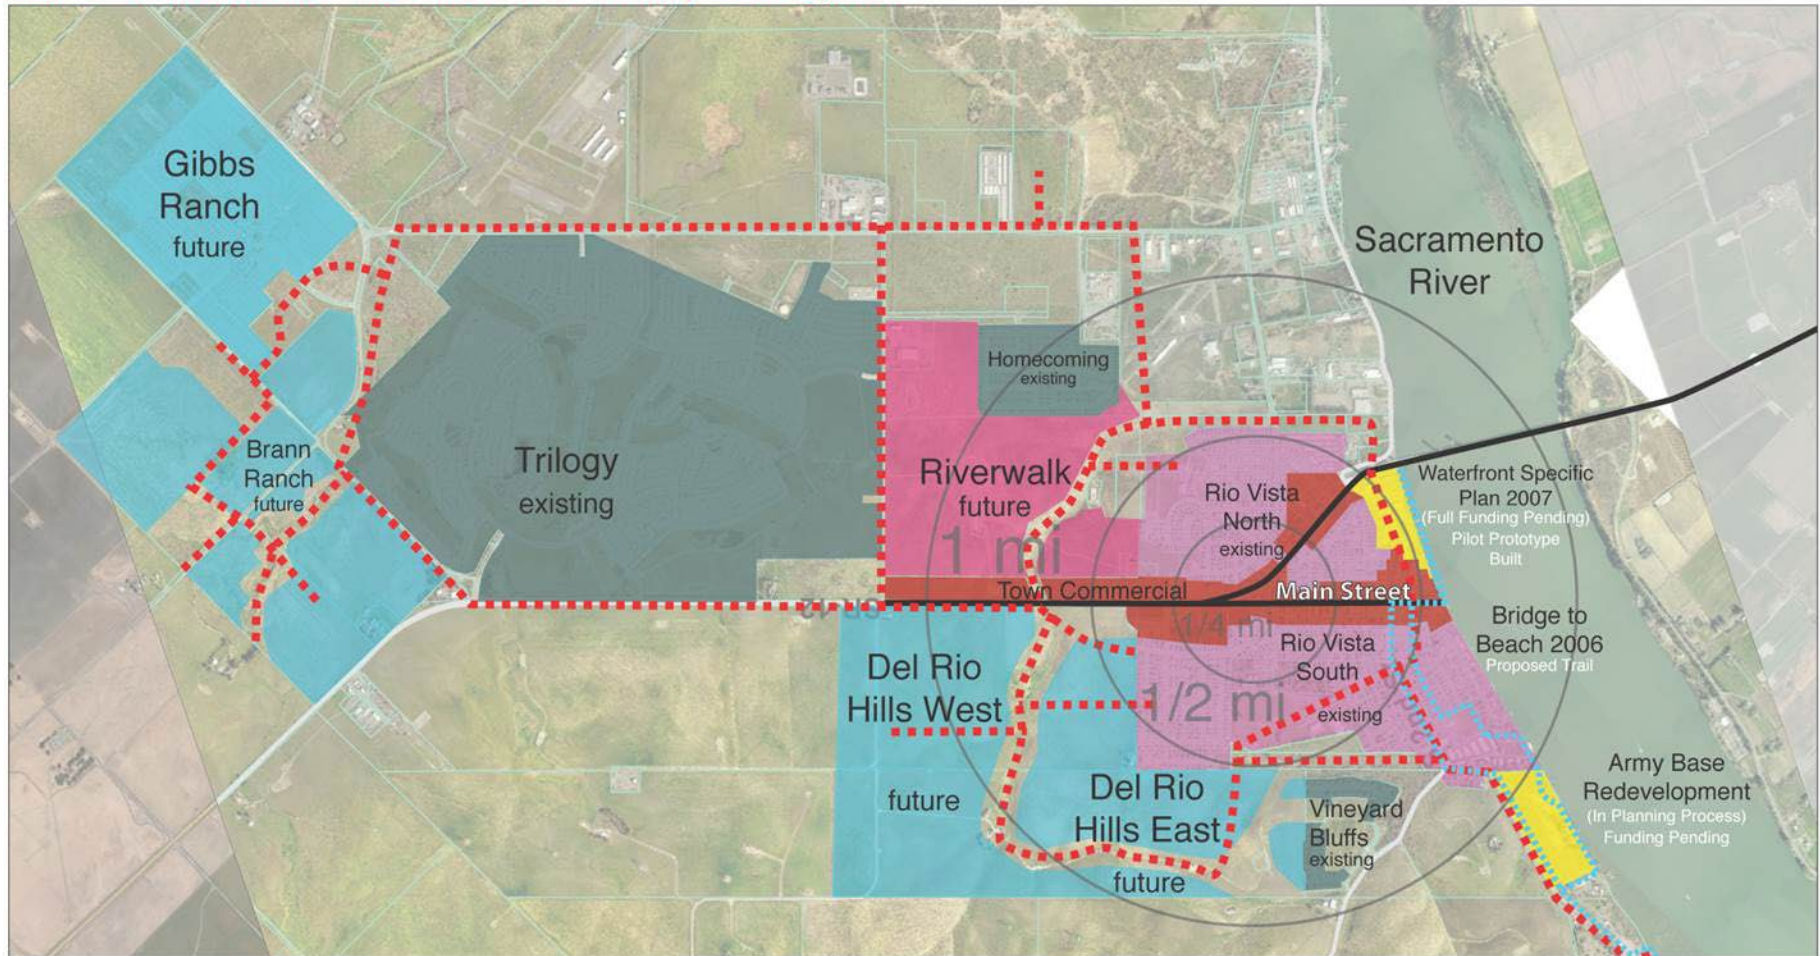 Gibbs
Ranch
future
Sacramento
River
Homecoming
existing
Brann
Ranch
future
Trilogy
existing
Riverwalk
future
Rio Vista
North
existing
Waterfront Specific
Plan 2007
(Full Funding Pending)
Pilot Prototype
Built
1 mi
Town Commercial
Main Street
SR 12
1/4 mi
Bridge to
Beach 2006
Proposed Trail
Rio Vista
South
existing
Del Rio
Hills West
future
1/2 mi
Del Rio
Hills East
future
Vineyard
Bluffs
existing
Army Base
Redevelopment
(In Planning Process)
Funding Pending